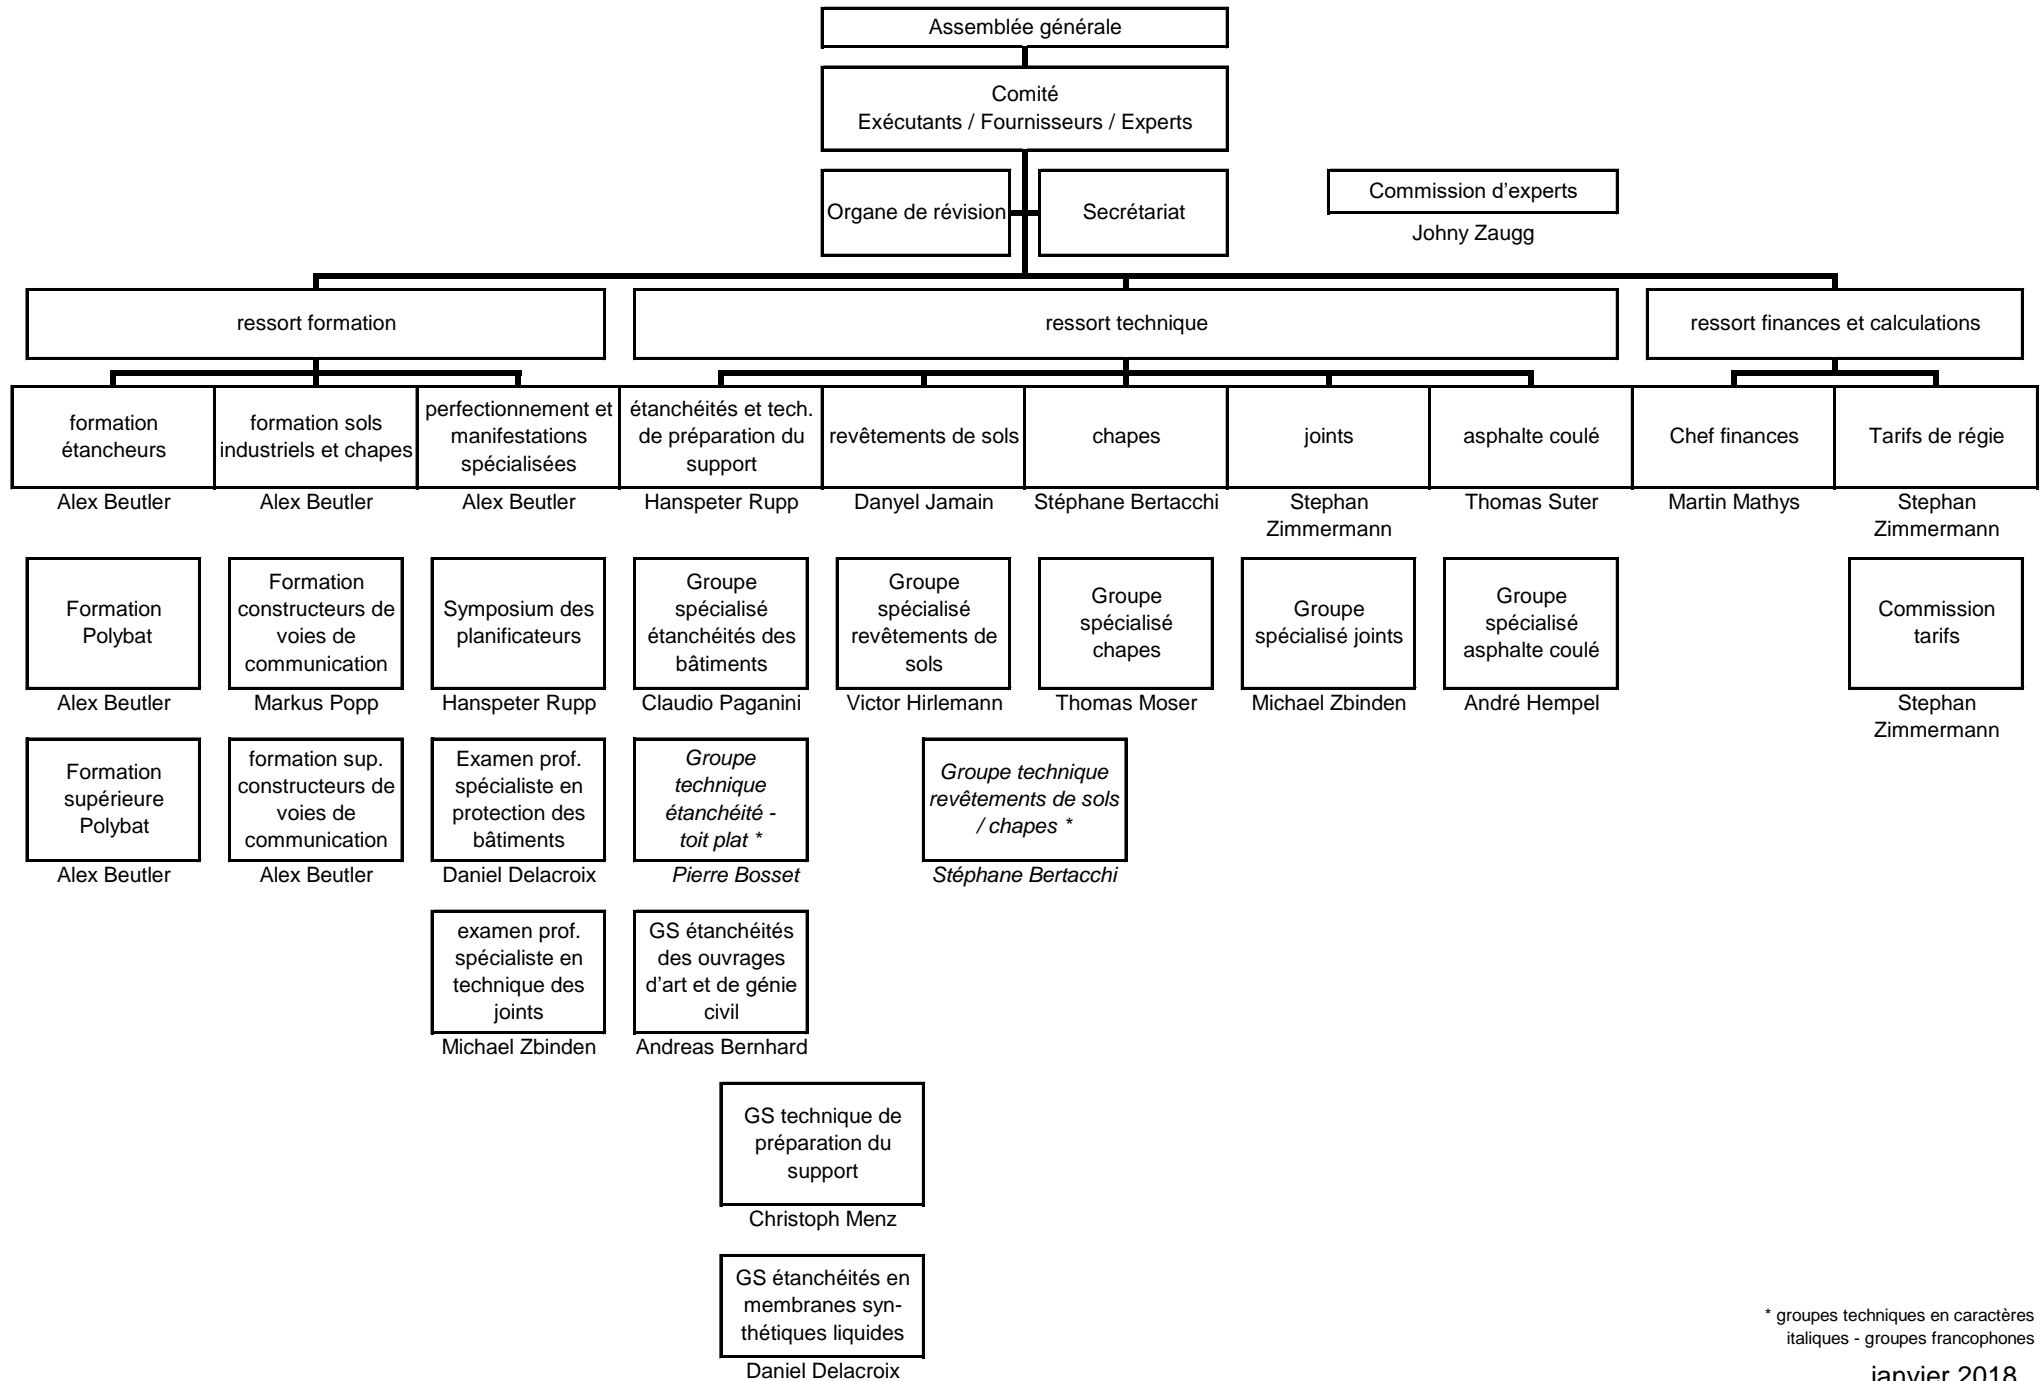 Assemblée générale
Comité
Exécutants / Fournisseurs / Experts
Organe de révision
Secrétariat
Commission d'experts
Johny Zaugg
ressort formation
ressort technique
ressort finances et calculations
formation
étancheurs
Alex Beutler
formation sols
industriels et chapes
Alex Beutler
perfectionnement et
manifestations
spécialisées
Alex Beutler
étanchéités et tech.
de préparation du
support
Hanspeter Rupp
revêtements de sols
Danyel Jamain
chapes
Stéphane Bertacchi
joints
Stephan
Zimmermann
asphalte coulé
Thomas Suter
Chef finances
Martin Mathys
Tarifs de régie
Stephan
Zimmermann
Formation
Polybat
Alex Beutler
Formation
constructeurs de
voies de
communication
Markus Popp
Symposium des
planificateurs
Hanspeter Rupp
Groupe
spécialisé
étanchéités des
bâtiments
Claudio Paganini
Groupe
spécialisé
revêtements de
sols
Victor Hirlemann
Groupe
spécialisé
chapes
Thomas Moser
Groupe
spécialisé joints
Michael Zbinden
Groupe
spécialisé
asphalte coulé
André Hempel
Commission
tarifs
Stephan
Zimmermann
Formation
supérieure
Polybat
Alex Beutler
formation sup.
constructeurs de
voies de
communication
Alex Beutler
Examen prof.
spécialiste en
protection des
bâtiments
Daniel Delacroix
Groupe
technique
étanchéité -
toit plat *
Pierre Bosset
Groupe technique
revêtements de sols
/ chapes *
Stéphane Bertacchi
examen prof.
spécialiste en
technique des
joints
Michael Zbinden
GS étanchéités
des ouvrages
d'art et de génie
civil
Andreas Bernhard
GS technique de
préparation du
support
Christoph Menz
GS étanchéités en
membranes syn-
thétiques liquides
Daniel Delacroix
* groupes techniques en caractères
italiques - groupes francophones
janvier 2018